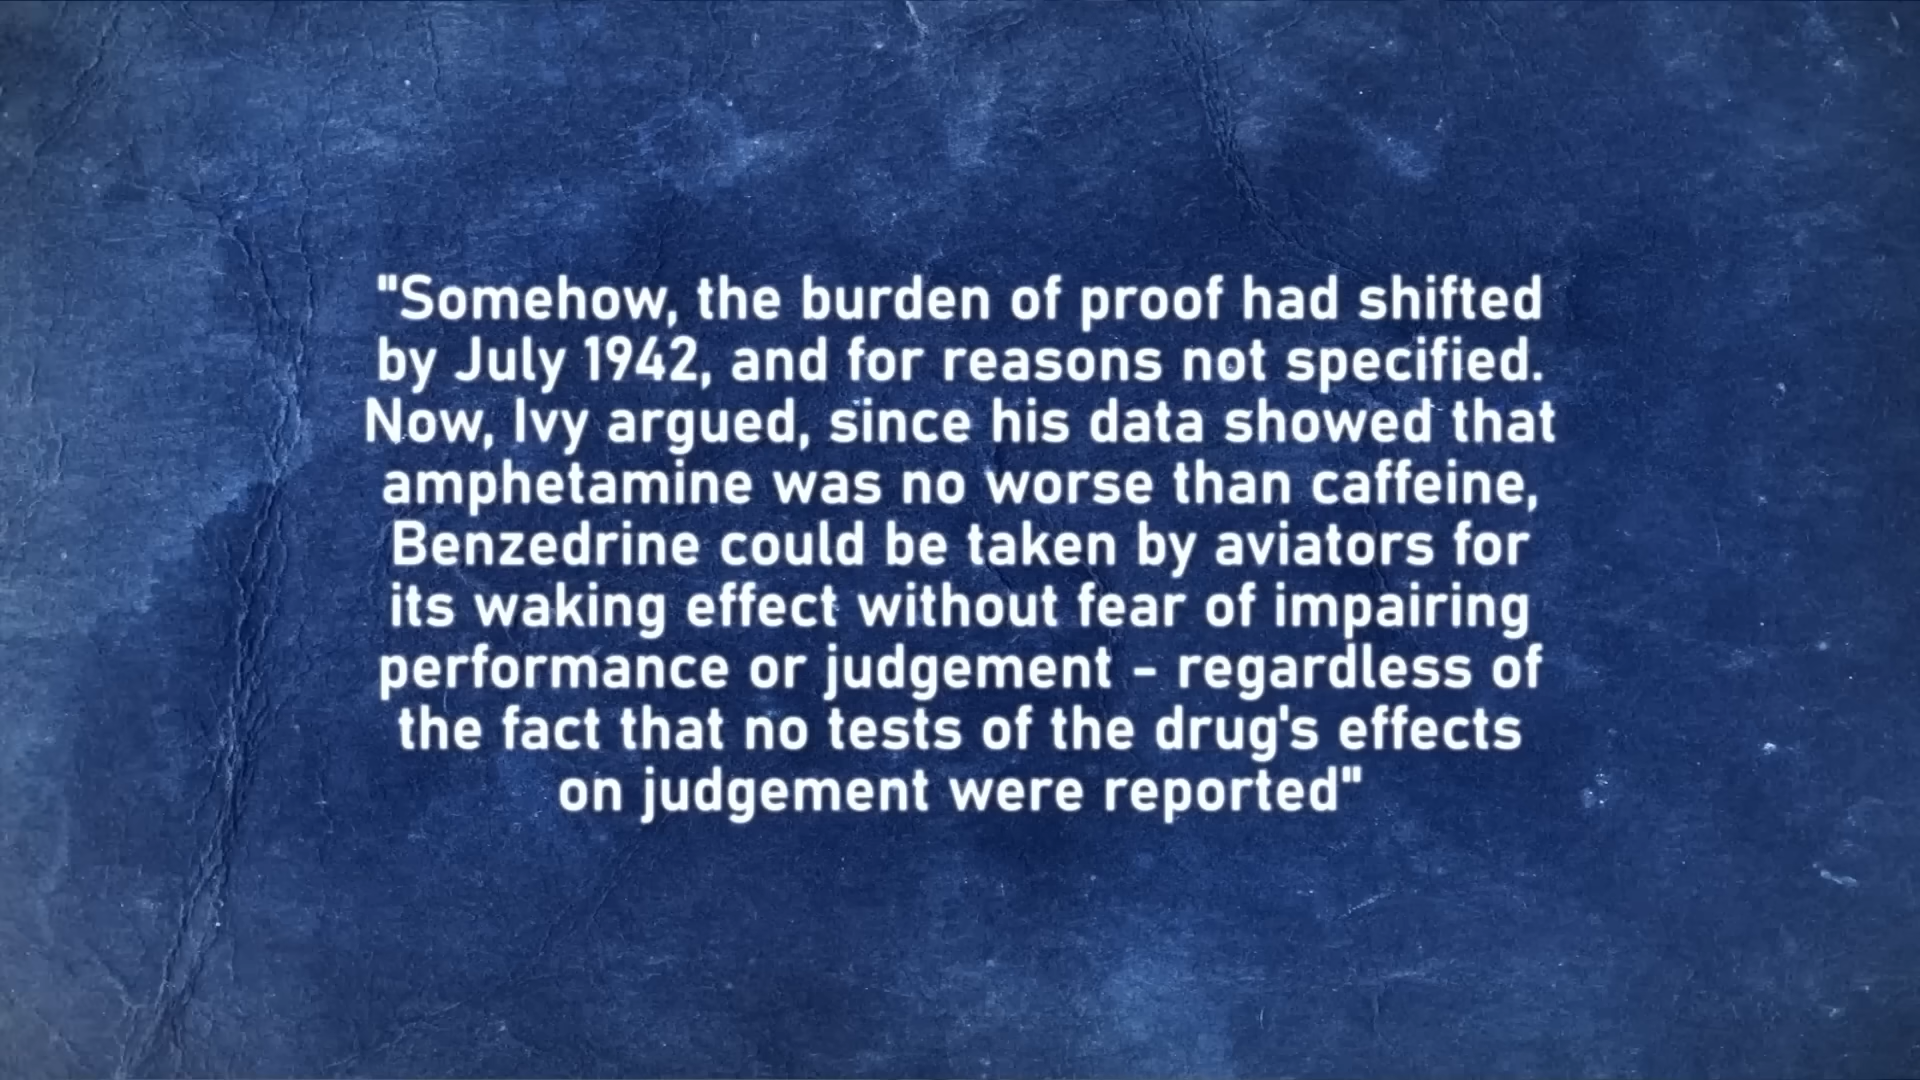 "Somehow, the burden of proof had shifted
by July 1942, and for reasons not specified.
Now, Ivy argued, since his data showed that
amphetamine was no worse than caffeine,
Benzedrine could be taken by aviators for
its waking effect without fear of impairing
performance or judgement - regardless of
the fact that no tests of the drug's effects
on judgement were reported"